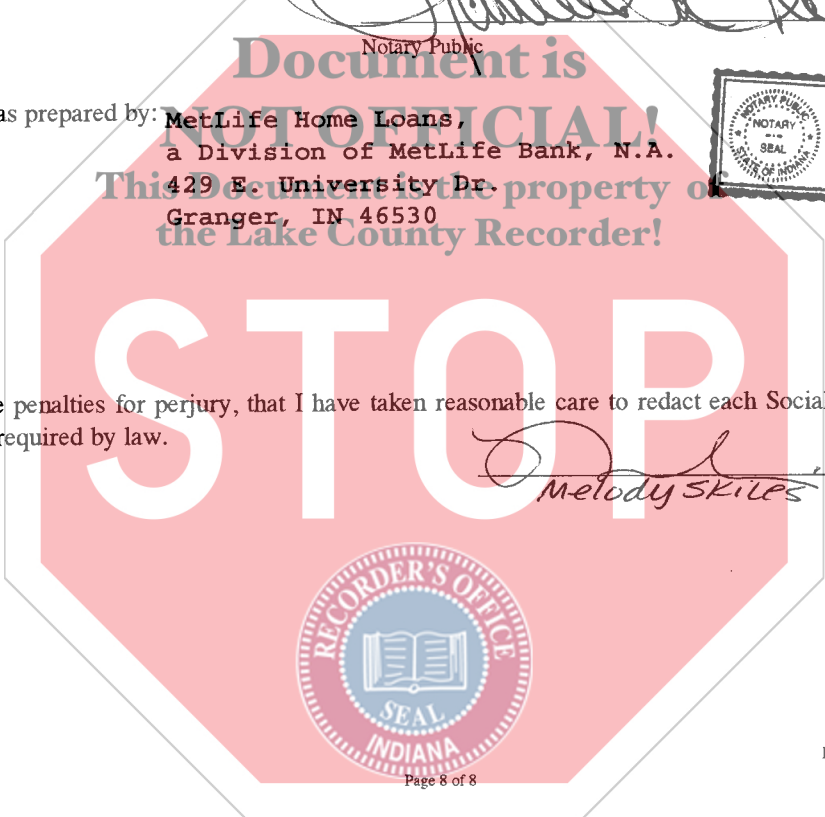 Notary Public
Document is
NOT OFFICIAL!
This Document is the property of
the Lake County Recorder!
NOTARY PUBLIC
NOTARY
SEAL
STATE OF INDIANA
as prepared by: MetLife Home Loans,
a Division of MetLife Bank, N.A.
429 E. University Dr.
Granger, IN 46530
STOP
penalties for perjury, that I have taken reasonable care to redact each Social
required by law.
Melody Skiles
RECORDER'S OFFICE
SEAL
INDIANA
Page 8 of 8